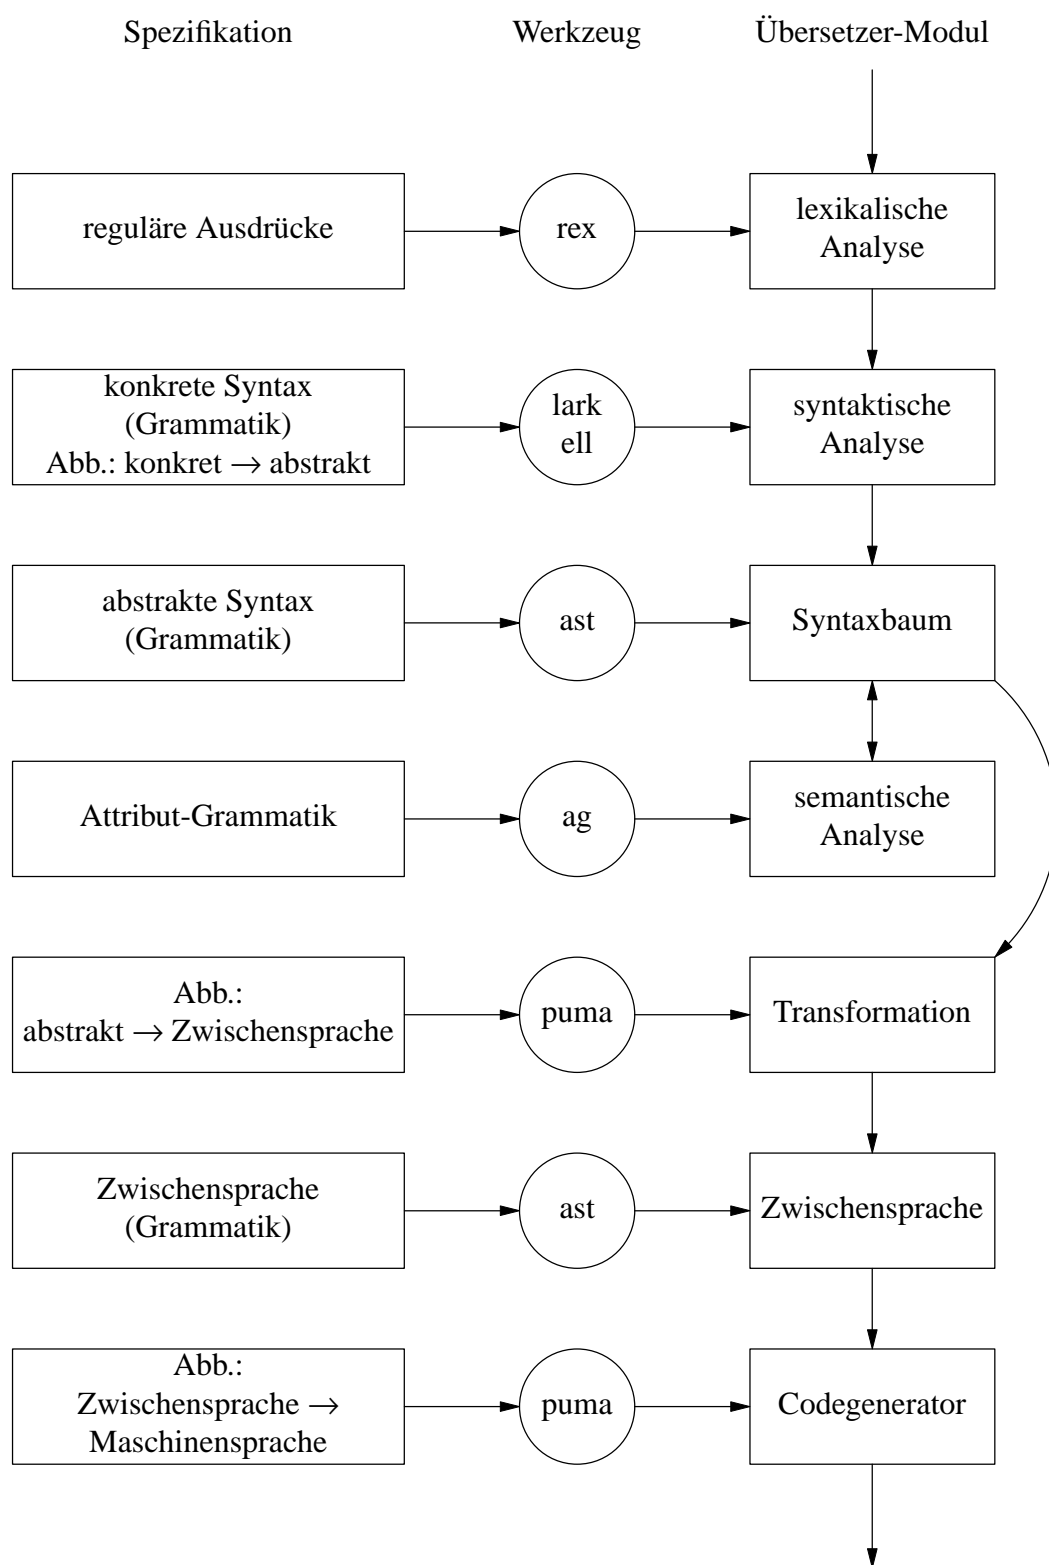 Spezifikation
Werkzeug
Übersetzer-Modul
reguläre Ausdrücke
rex
lexikalische
Analyse
konkrete Syntax
(Grammatik)
Abb.: konkret → abstrakt
lark
ell
syntaktische
Analyse
abstrakte Syntax
(Grammatik)
ast
Syntaxbaum
Attribut-Grammatik
ag
semantische
Analyse
Abb.:
abstrakt → Zwischensprache
puma
Transformation
Zwischensprache
(Grammatik)
ast
Zwischensprache
Abb.:
Zwischensprache →
Maschinensprache
puma
Codegenerator